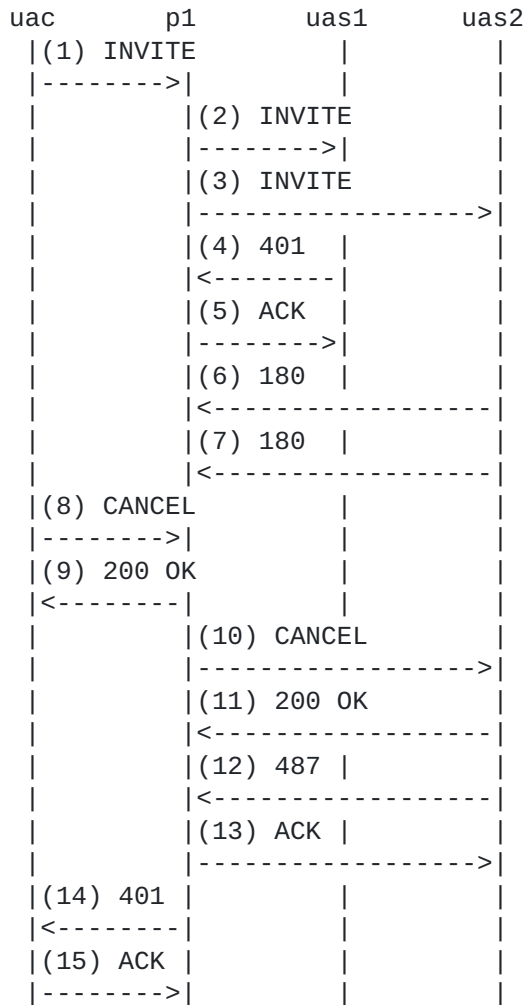 uac p1 uas1 uas2
(1) INVITE
(2) INVITE
(3) INVITE
(4) 401
(5) ACK
(6) 180
(7) 180
(8) CANCEL
(9) 200 OK
(10) CANCEL
(11) 200 OK
(12) 487
(13) ACK
(14) 401
(15) ACK